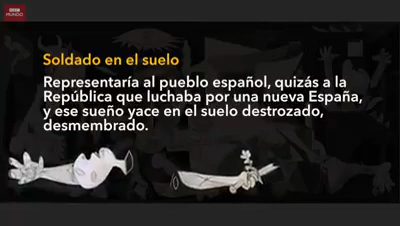 BBC
MUNDO
Soldado en el suelo
Representaría al pueblo español, quizás a la
República que luchaba por una nueva España,
y ese sueño yace en el suelo destrozado,
desmembrado.